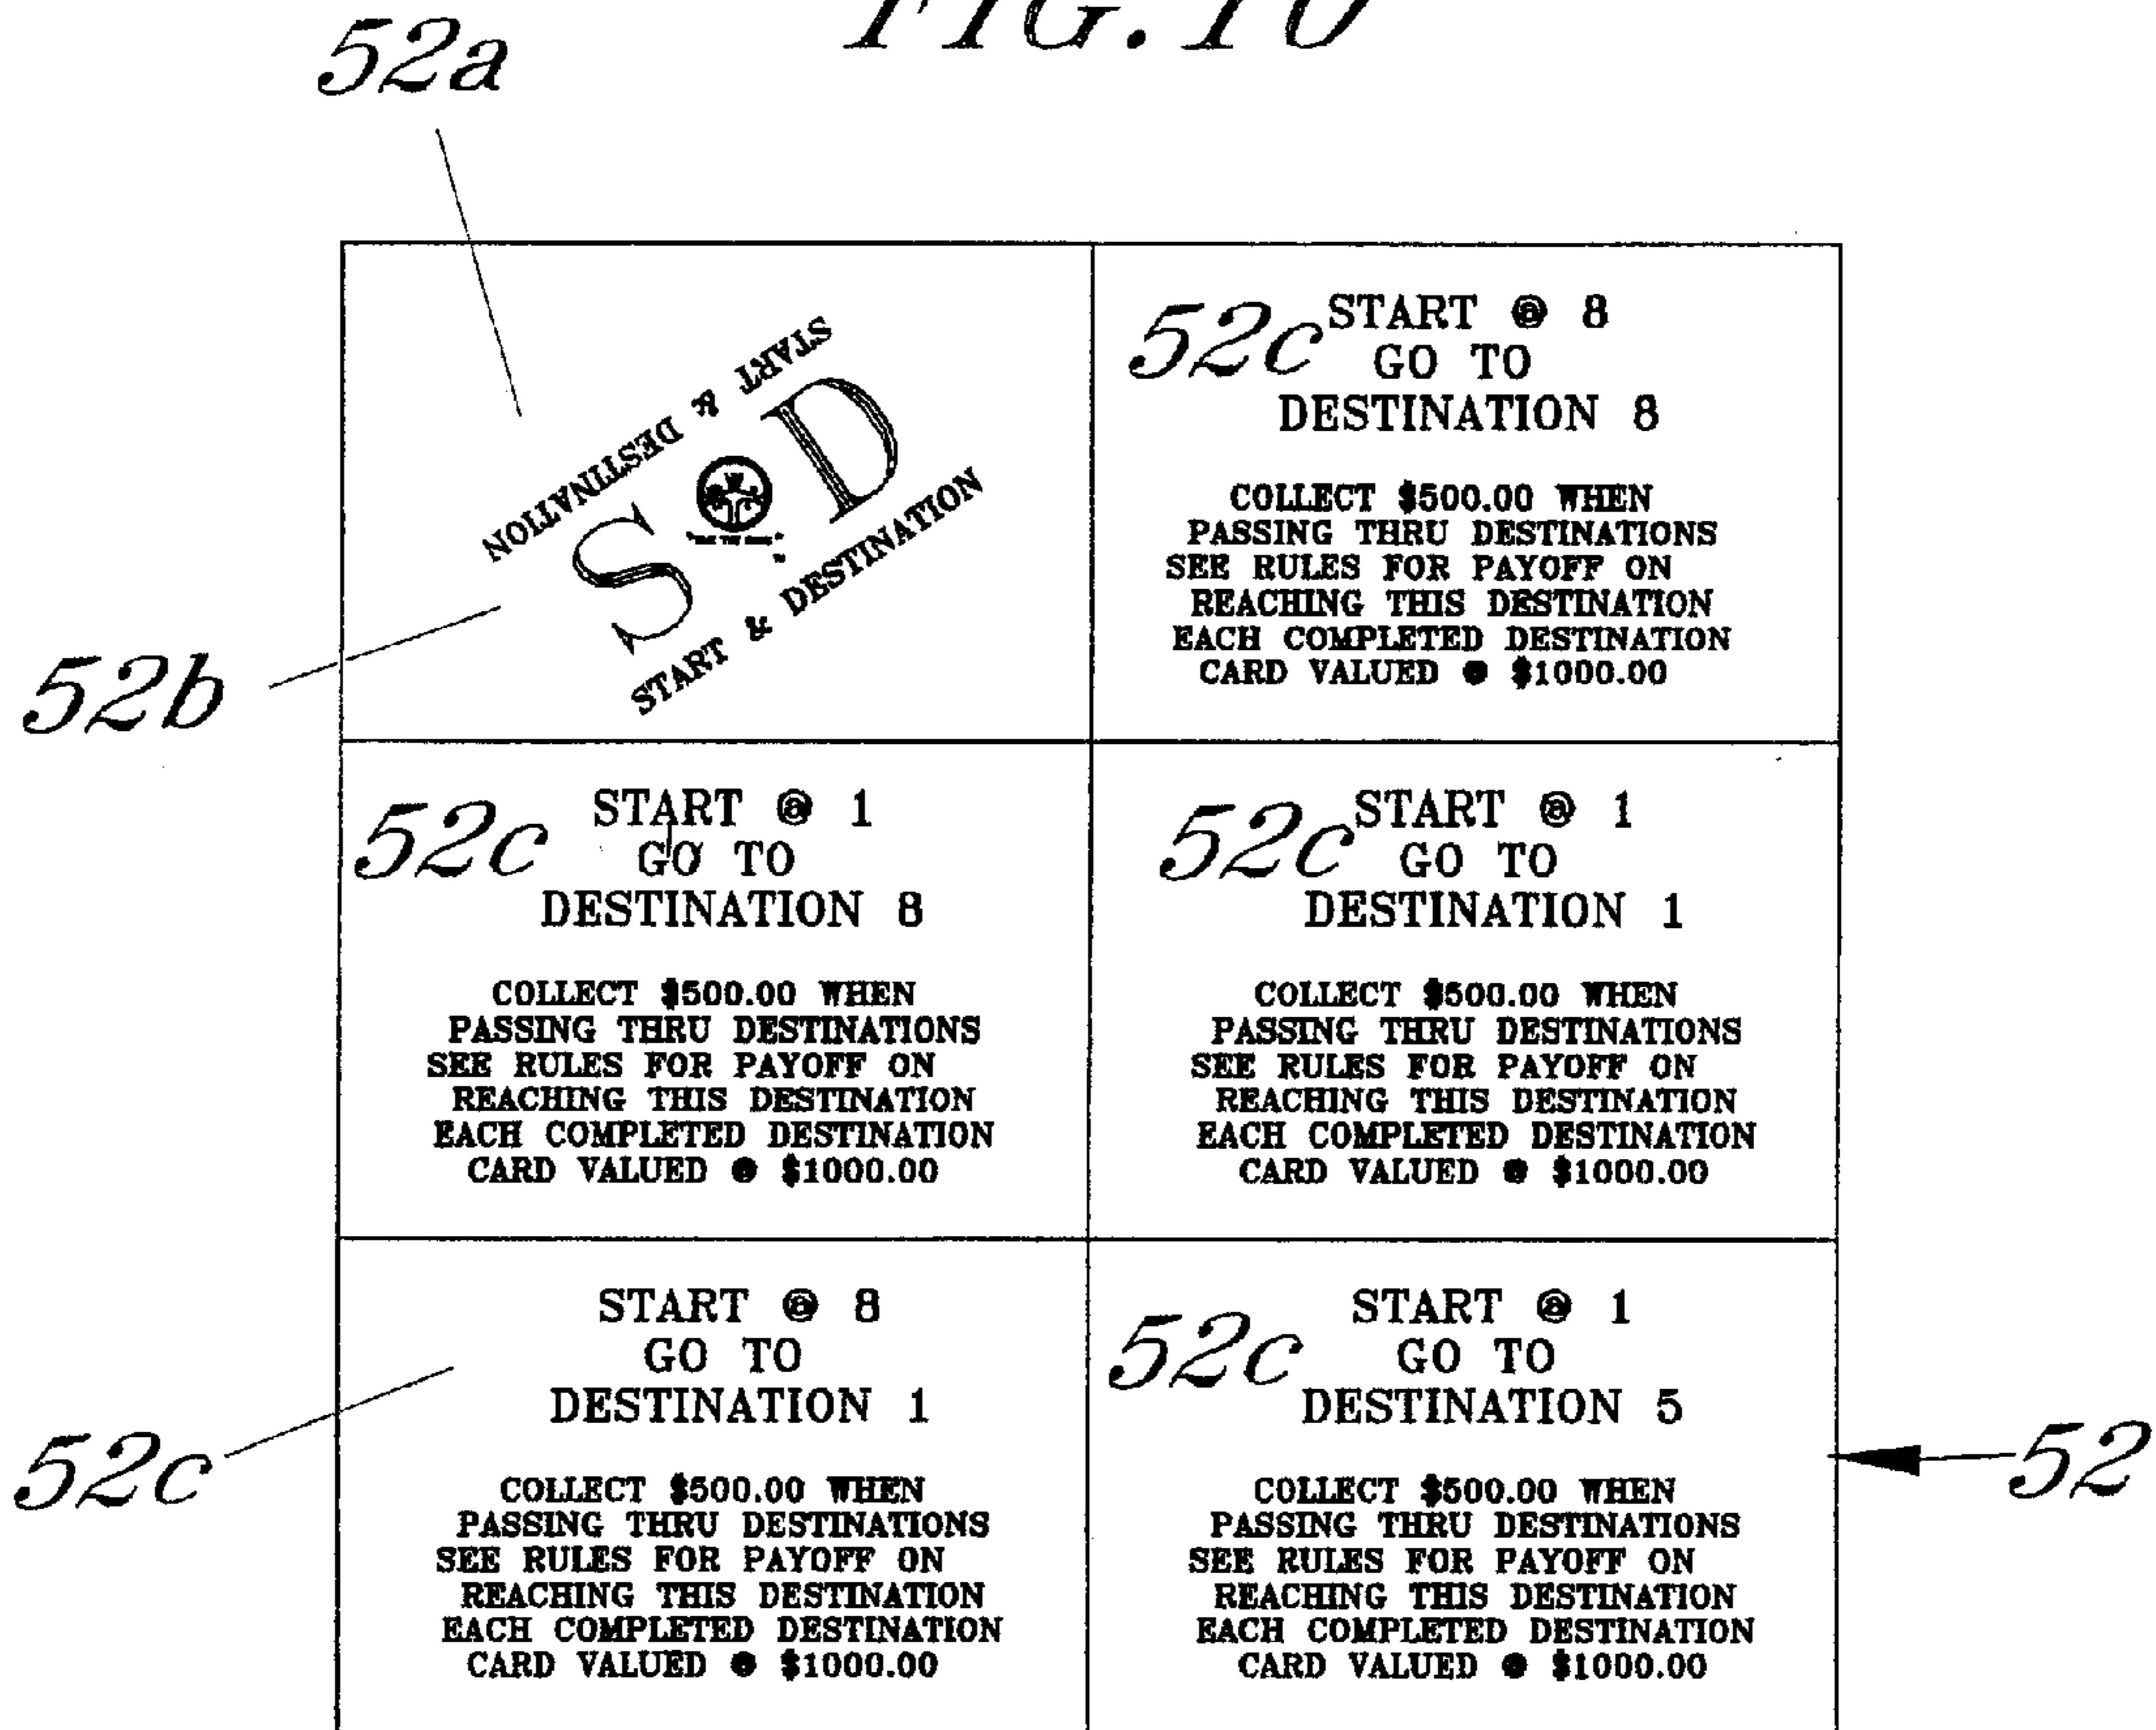 FIG. 10
52a
START & DESTINATION
S D
START & DESTINATION
52b
52c
START @ 8
GO TO
DESTINATION 8
COLLECT $500.00 WHEN
PASSING THRU DESTINATIONS
SEE RULES FOR PAYOFF ON
REACHING THIS DESTINATION
EACH COMPLETED DESTINATION
CARD VALUED @ $1000.00
52c
START @ 1
GO TO
DESTINATION 8
COLLECT $500.00 WHEN
PASSING THRU DESTINATIONS
SEE RULES FOR PAYOFF ON
REACHING THIS DESTINATION
EACH COMPLETED DESTINATION
CARD VALUED @ $1000.00
52c
START @ 1
GO TO
DESTINATION 1
COLLECT $500.00 WHEN
PASSING THRU DESTINATIONS
SEE RULES FOR PAYOFF ON
REACHING THIS DESTINATION
EACH COMPLETED DESTINATION
CARD VALUED @ $1000.00
52c
START @ 8
GO TO
DESTINATION 1
COLLECT $500.00 WHEN
PASSING THRU DESTINATIONS
SEE RULES FOR PAYOFF ON
REACHING THIS DESTINATION
EACH COMPLETED DESTINATION
CARD VALUED @ $1000.00
52c
START @ 1
GO TO
DESTINATION 5
COLLECT $500.00 WHEN
PASSING THRU DESTINATIONS
SEE RULES FOR PAYOFF ON
REACHING THIS DESTINATION
EACH COMPLETED DESTINATION
CARD VALUED @ $1000.00
52